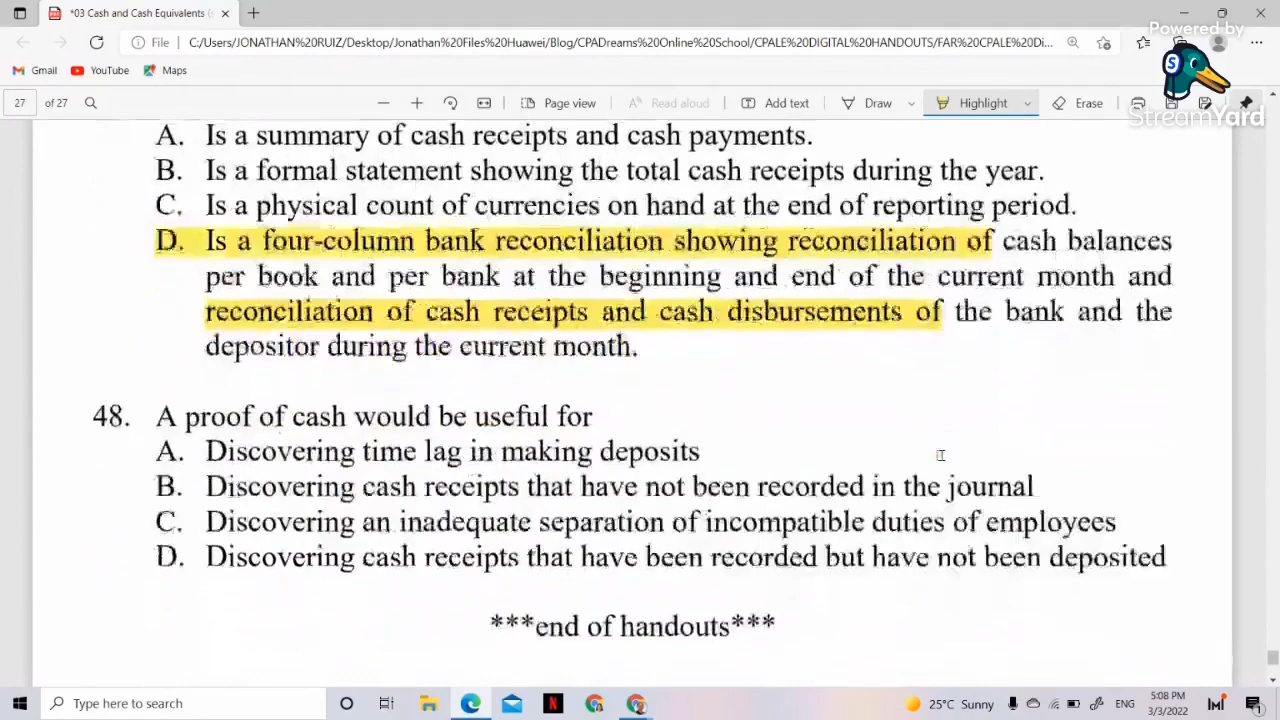 *03 Cash and Cash Equivalents (s
File
C:/Users/JONATHAN%20RUIZ/Desktop/Jonathan%20Files%20Huawei/Blog/CPADreams%20Online%20School/CPALE%20DIGITAL%20HANDOUTS/FAR%20CPALE%20Di...
Powered by
StreamYard
Gmail
YouTube
Maps
27 of 27
Page view
Read aloud
Add text
Draw
Highlight
Erase
A. Is a summary of cash receipts and cash payments.
B. Is a formal statement showing the total cash receipts during the year.
C. Is a physical count of currencies on hand at the end of reporting period.
D. Is a four-column bank reconciliation showing reconciliation of cash balances
per book and per bank at the beginning and end of the current month and
reconciliation of cash receipts and cash disbursements of the bank and the
depositor during the current month.
48. A proof of cash would be useful for
A. Discovering time lag in making deposits
B. Discovering cash receipts that have not been recorded in the journal
C. Discovering an inadequate separation of incompatible duties of employees
D. Discovering cash receipts that have been recorded but have not been deposited
***end of handouts***
Type here to search
25°C Sunny
ENG
5:08 PM
3/3/2022